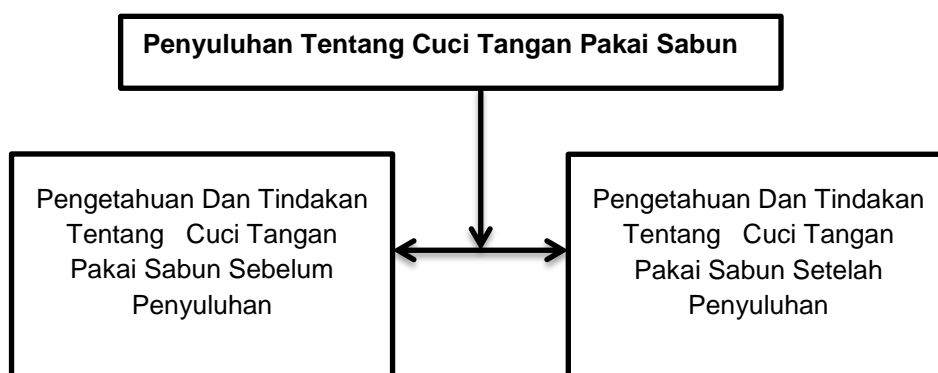 Penyuluhan Tentang Cuci Tangan Pakai Sabun
Pengetahuan Dan Tindakan
Tentang Cuci Tangan
Pakai Sabun Sebelum
Penyuluhan
Pengetahuan Dan Tindakan
Tentang Cuci Tangan
Pakai Sabun Setelah
Penyuluhan